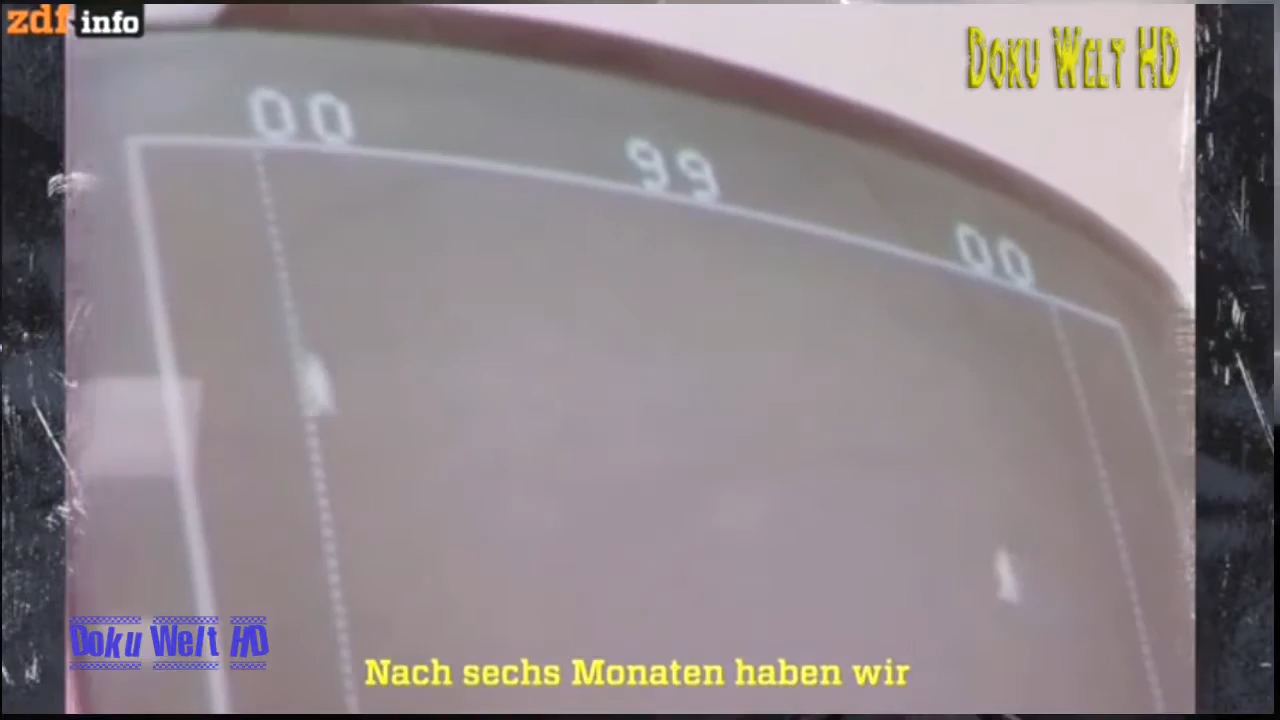 zdf info
Doku Welt HD
00 99 00
Doku Welt HD
Nach sechs Monaten haben wir